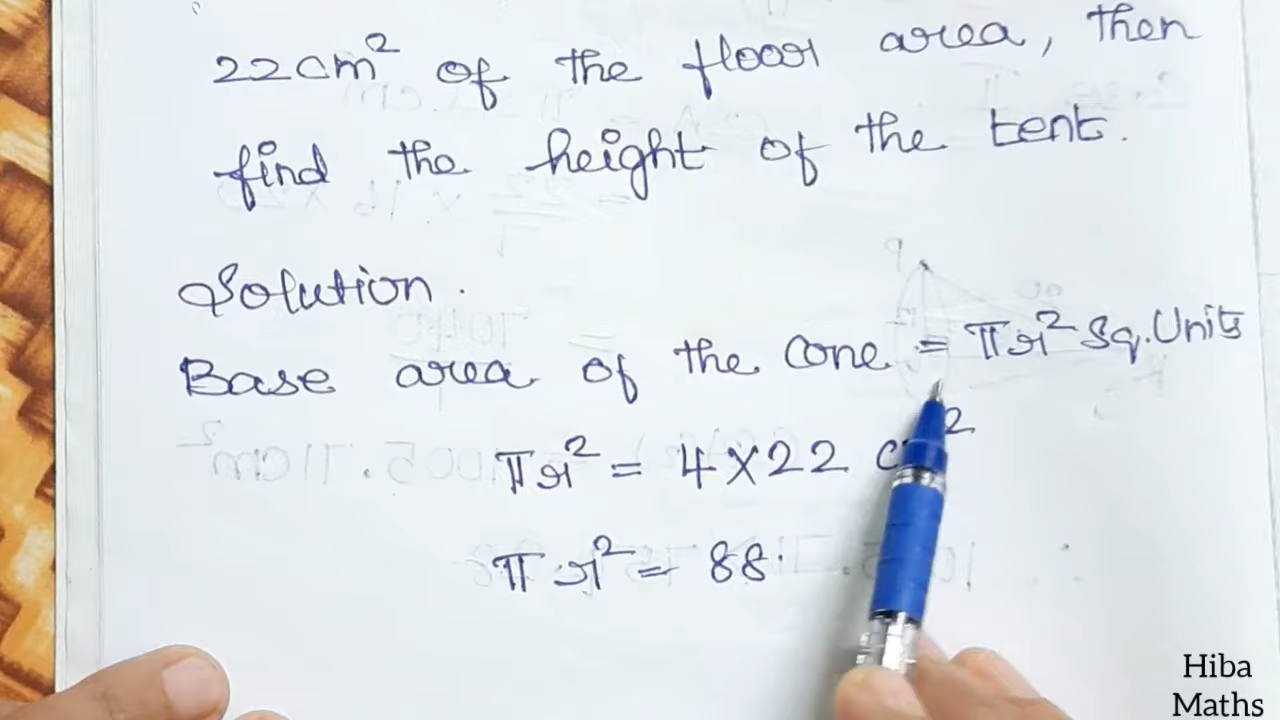 22cm² of the floor area, then
find the height of the tent.
Solution.
Base area of the cone = πr² Sq.Units
πr² = 4×22
πr² = 88
Hiba
Maths